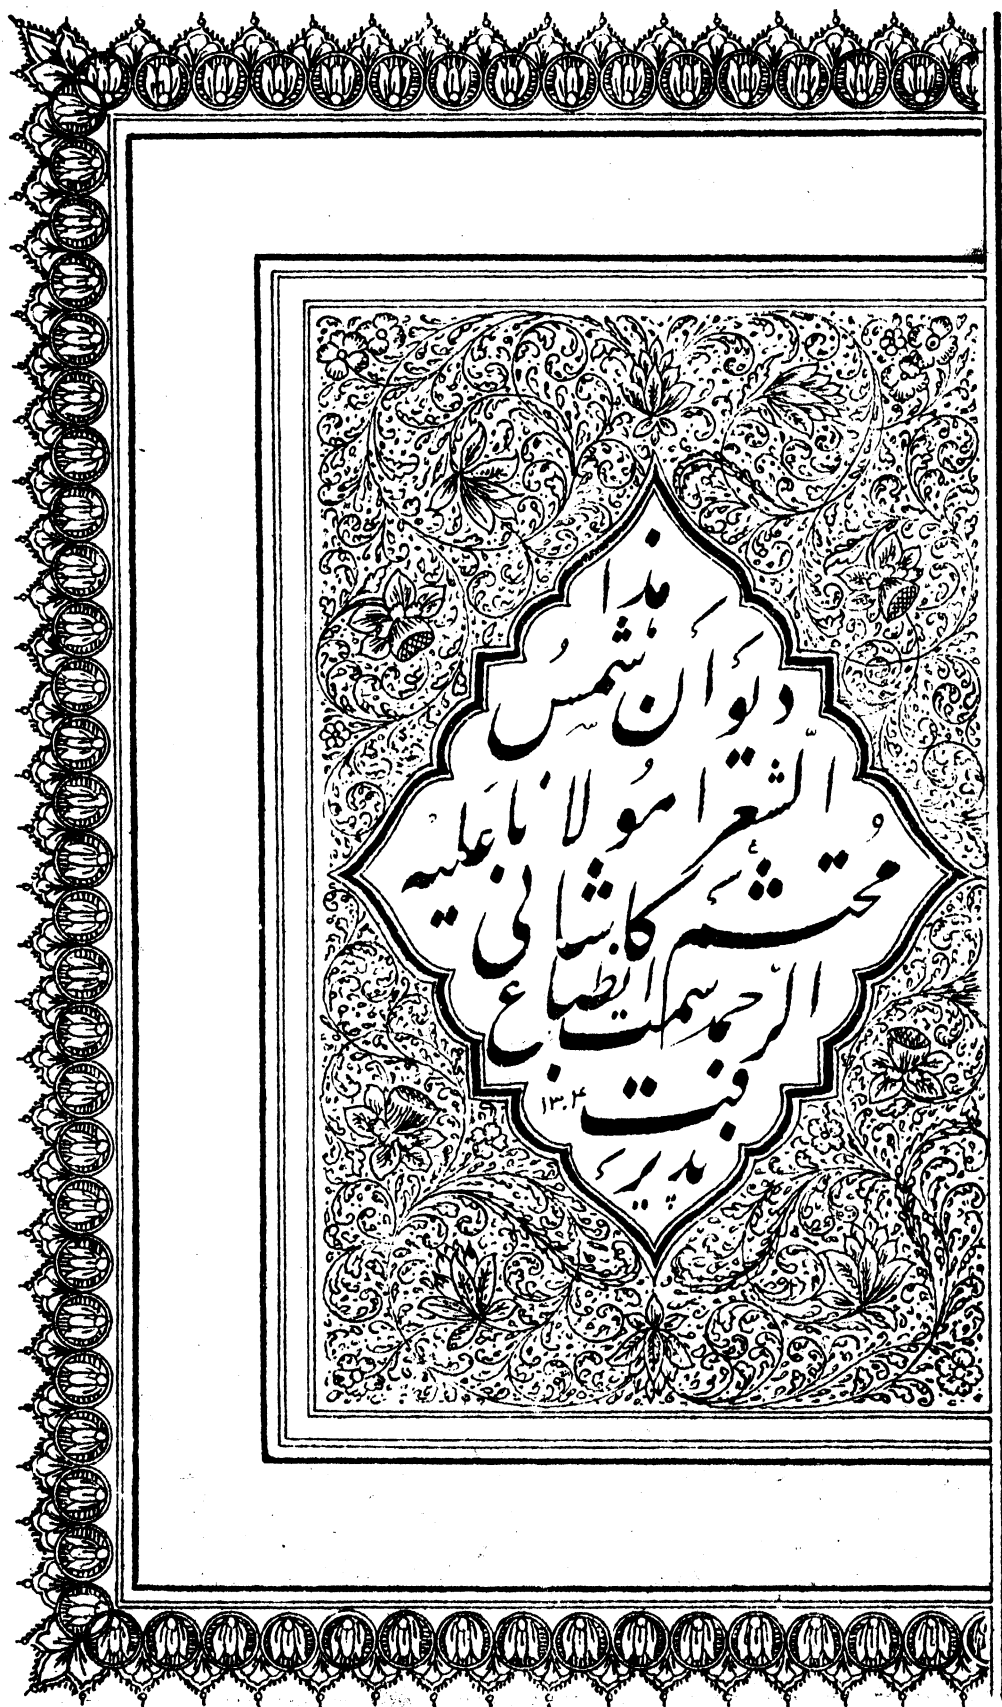 هذا
دیوان شمس
الشعرا مولانا
محتشم کاشانی علیه
الرحمه سمت انطباع
۱۳۰۴
پذیرفت